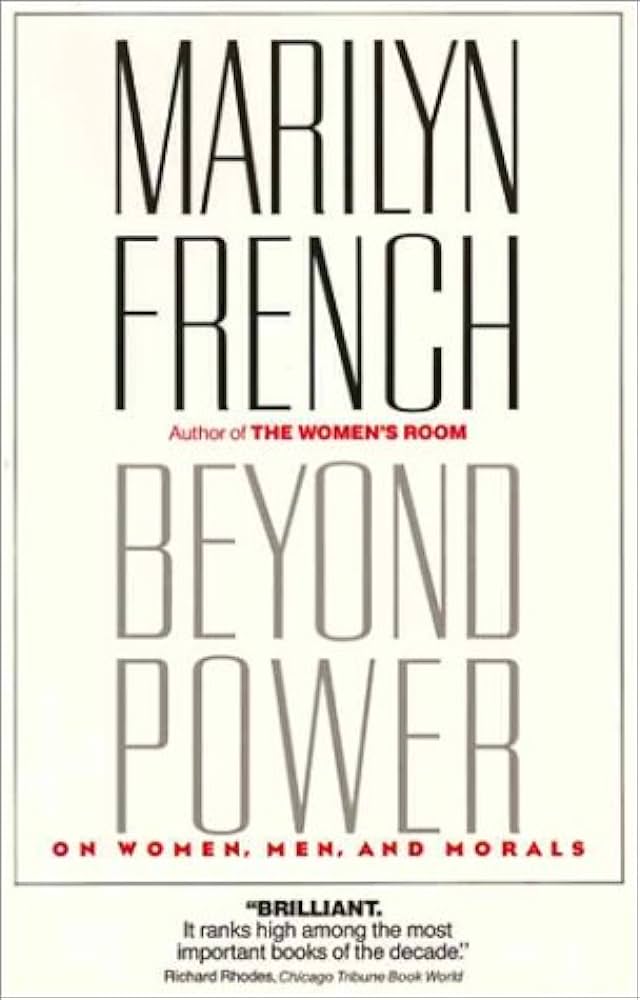 MARILYN
FRENCH
Author of THE WOMEN'S ROOM
BEYOND
POWER
ON WOMEN, MEN, AND MORALS
"BRILLIANT.
It ranks high among the most
important books of the decade."
Richard Rhodes, Chicago Tribune Book World